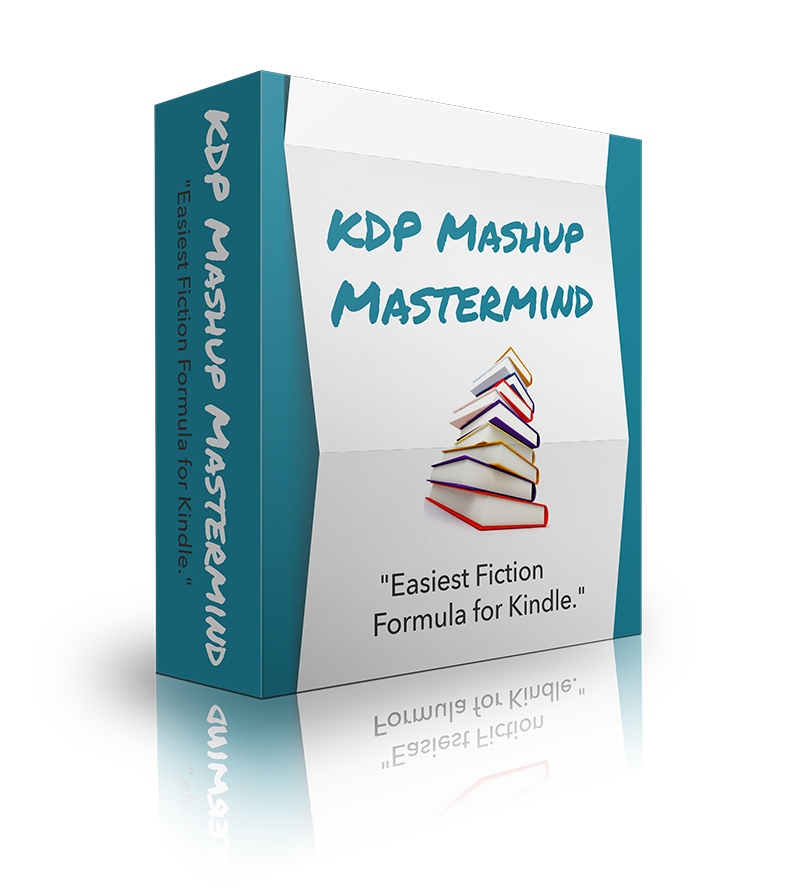 KDP MASHUP
MASTERMIND
"Easiest Fiction
Formula for Kindle."
KDP MASHUP MASTERMIND
"Easiest Fiction Formula for Kindle."